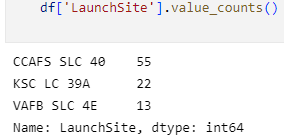 df['LaunchSite'].value_counts()
CCAFS SLC 40    55
KSC LC 39A      22
VAFB SLC 4E     13
Name: LaunchSite, dtype: int64